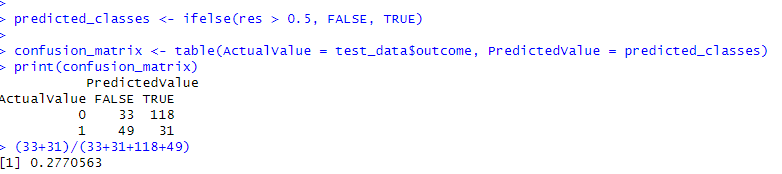 >
> predicted_classes <- ifelse(res > 0.5, FALSE, TRUE)
>
> confusion_matrix <- table(ActualValue = test_data$outcome, PredictedValue = predicted_classes)
> print(confusion_matrix)
           PredictedValue
ActualValue FALSE TRUE
          0    33  118
          1    49   31
> (33+31)/(33+31+118+49)
[1] 0.2770563